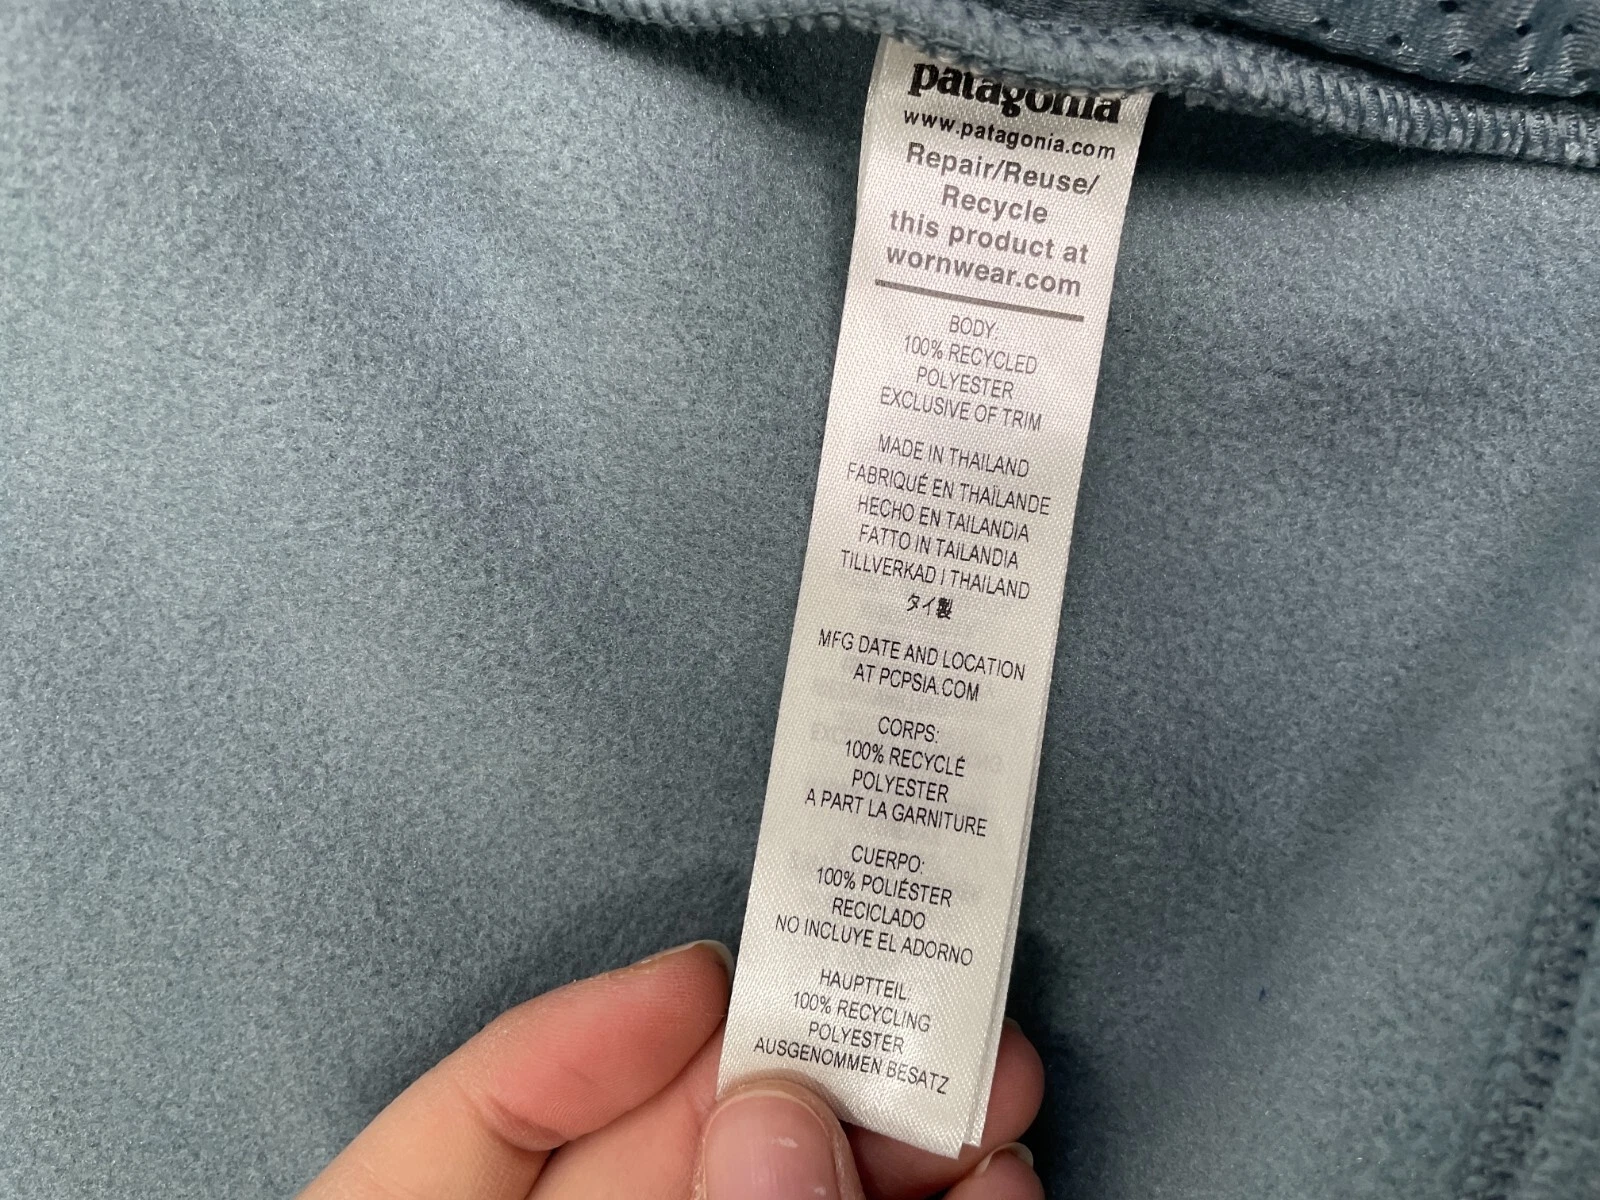 patagonia
www.patagonia.com
Repair/Reuse/
Recycle
this product at
wornwear.com
BODY:
100% RECYCLED
POLYESTER
EXCLUSIVE OF TRIM
MADE IN THAILAND
FABRIQUÉ EN THAÏLANDE
HECHO EN TAILANDIA
FATTO IN TAILANDIA
TILLVERKAD I THAILAND
タイ製
MFG DATE AND LOCATION
AT PCPSIA.COM
CORPS:
100% RECYCLÉ
POLYESTER
A PART LA GARNITURE
CUERPO:
100% POLIÉSTER
RECICLADO
NO INCLUYE EL ADORNO
HAUPTTEIL:
100% RECYCLING
POLYESTER
AUSGENOMMEN BESATZ